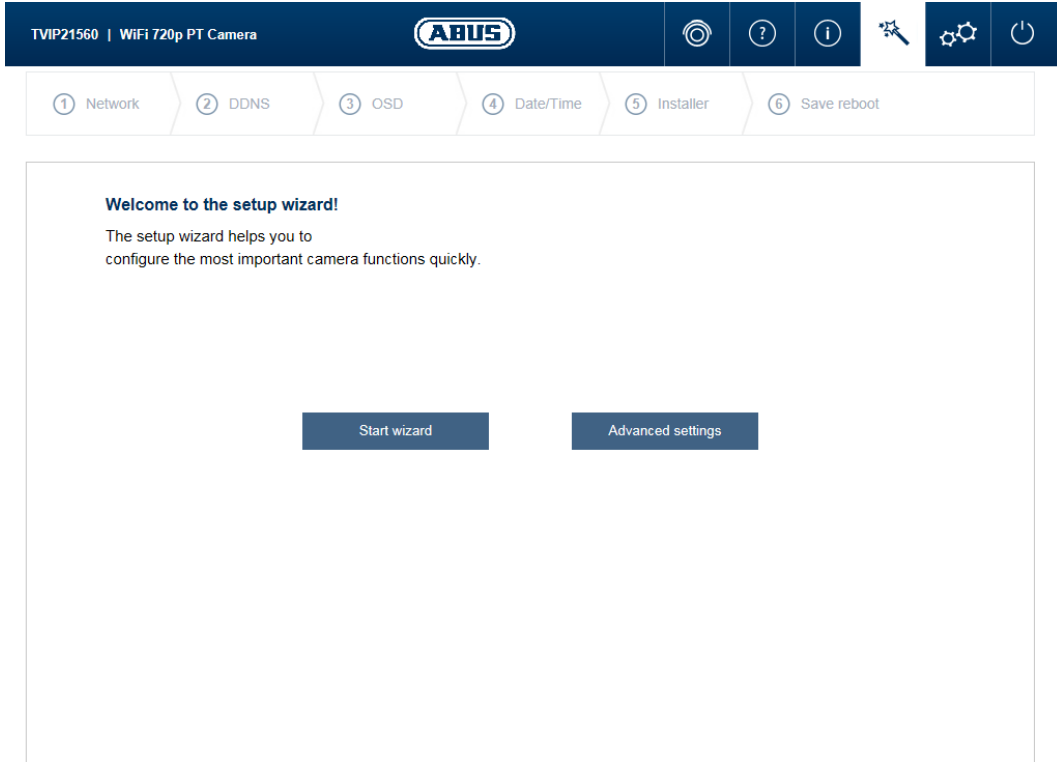 TVIP21560 | WiFi 720p PT Camera
ABUS
?
i
1 Network
2 DDNS
3 OSD
4 Date/Time
5 Installer
6 Save reboot
Welcome to the setup wizard!
The setup wizard helps you to
configure the most important camera functions quickly.
Start wizard
Advanced settings